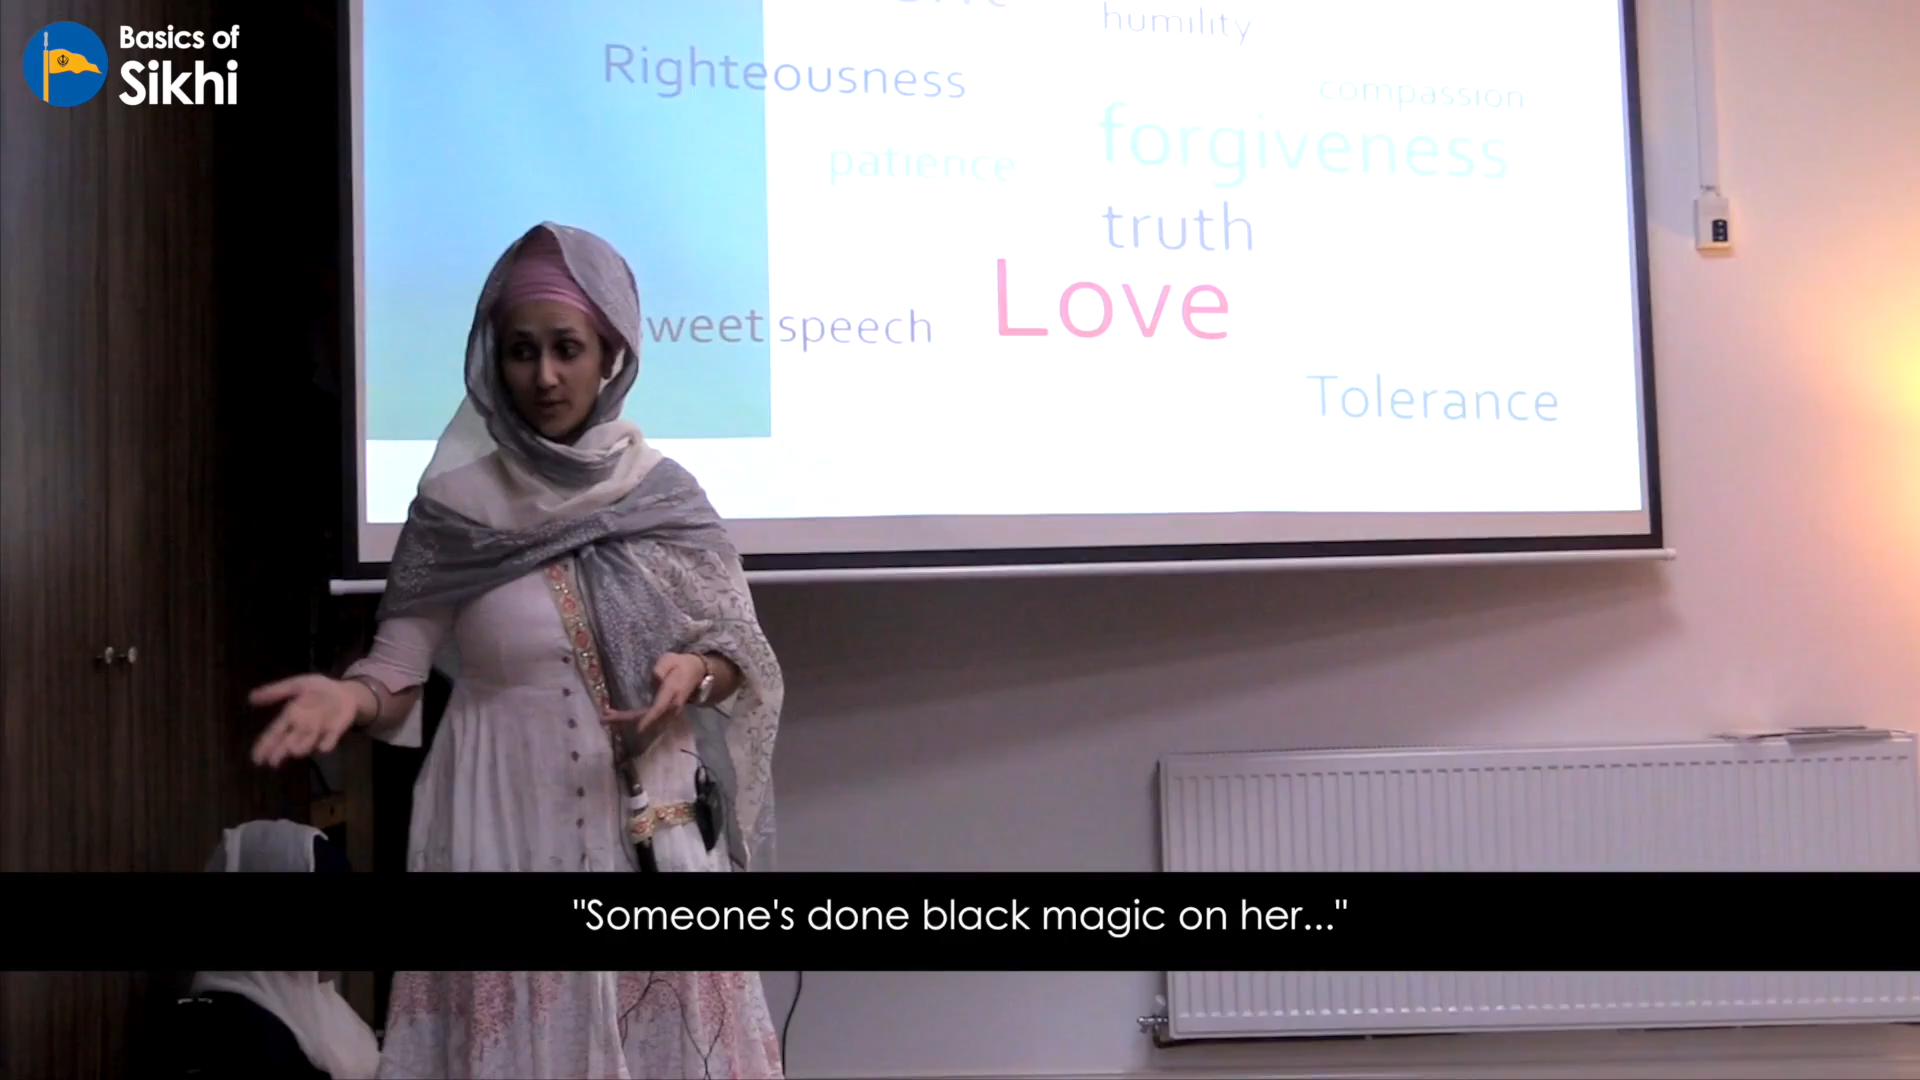 Basics of
Sikhi
humility
Righteousness
compassion
forgiveness
patience
truth
Love
weet speech
Tolerance
"Someone's done black magic on her..."